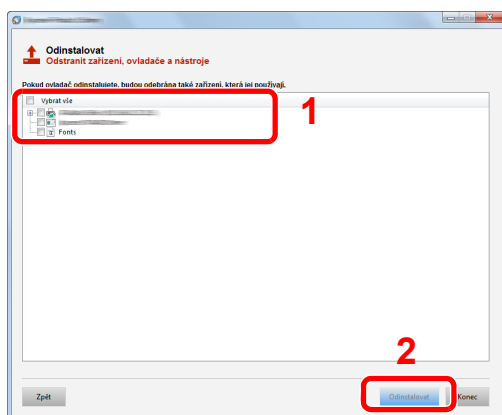 Odinstalovat
Odstranit zařízení, ovladače a nástroje
Pokud ovladač odinstalujete, budou odebrána také zařízení, která jej používají.
Vybrat vše
1
Fonts
2
Zpět
Odinstalovat
Konec